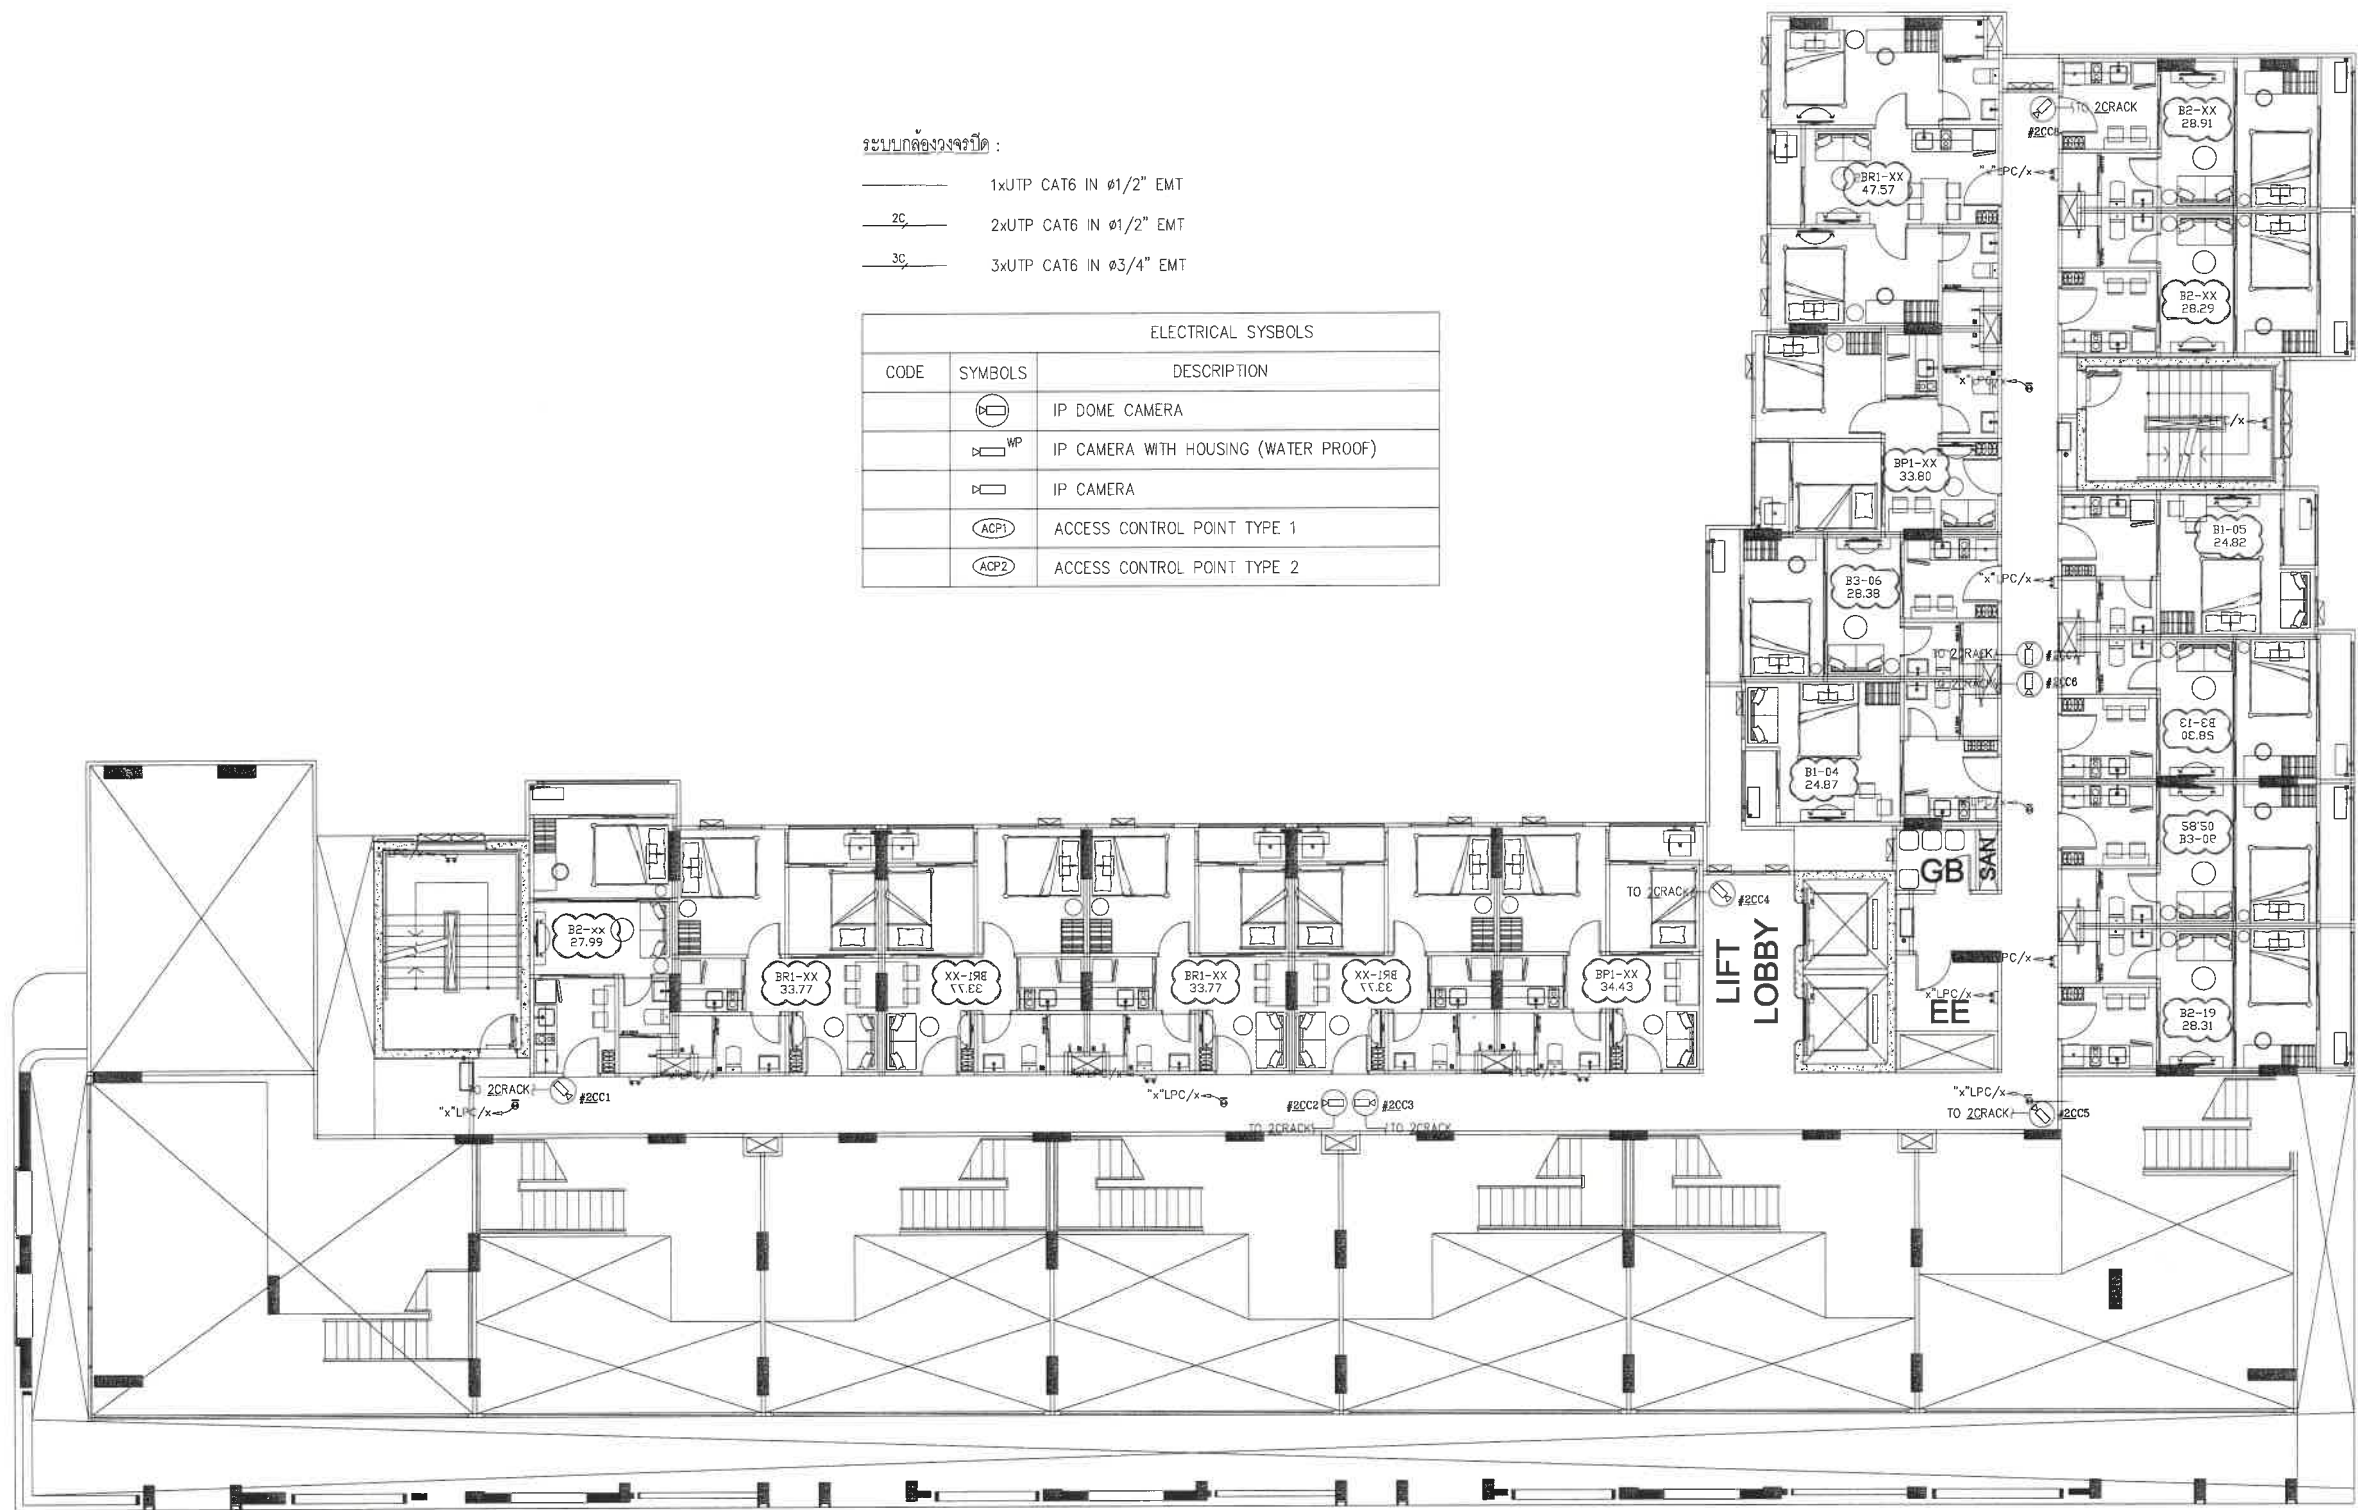 ระบบกล้องวงจรปิด :
1xUTP CAT6 IN ø1/2" EMT
2C
2xUTP CAT6 IN ø1/2" EMT
3C
3xUTP CAT6 IN ø3/4" EMT
ELECTRICAL SYSBOLS
CODE SYMBOLS DESCRIPTION
IP DOME CAMERA
WP IP CAMERA WITH HOUSING (WATER PROOF)
IP CAMERA
ACP1 ACCESS CONTROL POINT TYPE 1
ACP2 ACCESS CONTROL POINT TYPE 2
TO 2CRACK
#2CC8
B2-XX
28.91
BR1-XX
47.57
B2-XX
28.29
BP1-XX
33.80
B1-05
24.82
"x"LPC/x
B3-06
28.38
TO 2CRACK
#2CC6
B3-13
28.30
B1-04
24.87
GB
SAN
TO 2CRACK
#2CC4
LIFT
LOBBY
B2-xx
27.99
BR1-XX
33.77
BR1-XX
33.77
BR1-XX
33.77
BR1-XX
33.77
BP1-XX
34.43
"x"LPC/x
EE
B2-19
28.31
2CRACK
#2CC1
"x"LPC/x
"x"LPC/x
#2CC2
#2CC3
TO 2CRACK
TO 2CRACK
"x"LPC/x
TO 2CRACK
#2CC5